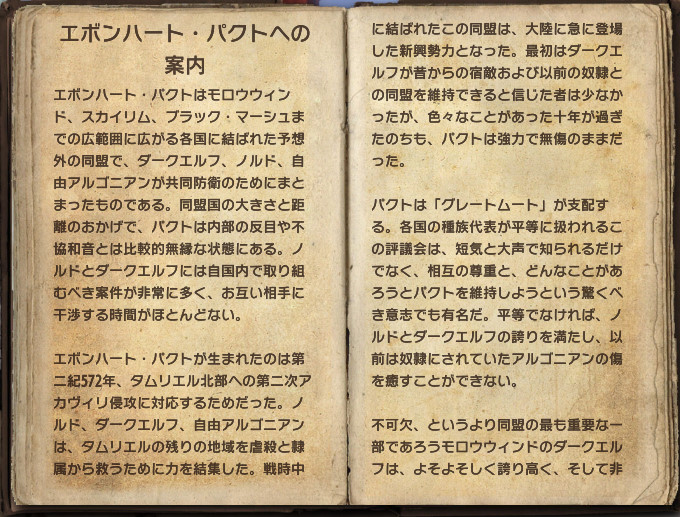 エボンハート・パクトへの
案内
エボンハート・パクトはモロウウィン
ド、スカイリム、ブラック・マーシュま
での広範囲に広がる各国に結ばれた予想
外の同盟で、ダークエルフ、ノルド、自
由アルゴニアンが共同防衛のためにまと
まったものである。同盟国の大きさと距
離のおかげで、パクトは内部の反目や不
協和音とは比較的無縁な状態にある。ノ
ルドとダークエルフには自国内で取り組
むべき案件が非常に多く、お互い相手に
干渉する時間がほとんどない。
エボンハート・パクトが生まれたのは第
二紀572年、タムリエル北部への第二次ア
カヴィリ侵攻に対応するためだった。ノ
ルド、ダークエルフ、自由アルゴニアン
は、タムリエルの残りの地域を虐殺と隷
属から救うために力を結集した。戦時中
に結ばれたこの同盟は、大陸に急に登場
した新興勢力となった。最初はダークエ
ルフが昔からの宿敵および以前の奴隷と
の同盟を維持できると信じた者は少なか
ったが、色々なことがあった十年が過ぎ
たのちも、パクトは強力で無傷のままだ
った。
パクトは「グレートムート」が支配す
る。各国の種族代表が平等に扱われるこ
の評議会は、短気と大声で知られるだけ
でなく、相互の尊重と、どんなことがあ
ろうとパクトを維持しようという驚くべ
き意志でも有名だ。平等でなければ、ノ
ルドとダークエルフの誇りを満たし、以
前は奴隷にされていたアルゴニアンの傷
を癒すことができない。
不可欠、というより同盟の最も重要な一
部であろうモロウウィンドのダークエル
フは、よそよそしく誇り高く、そして非